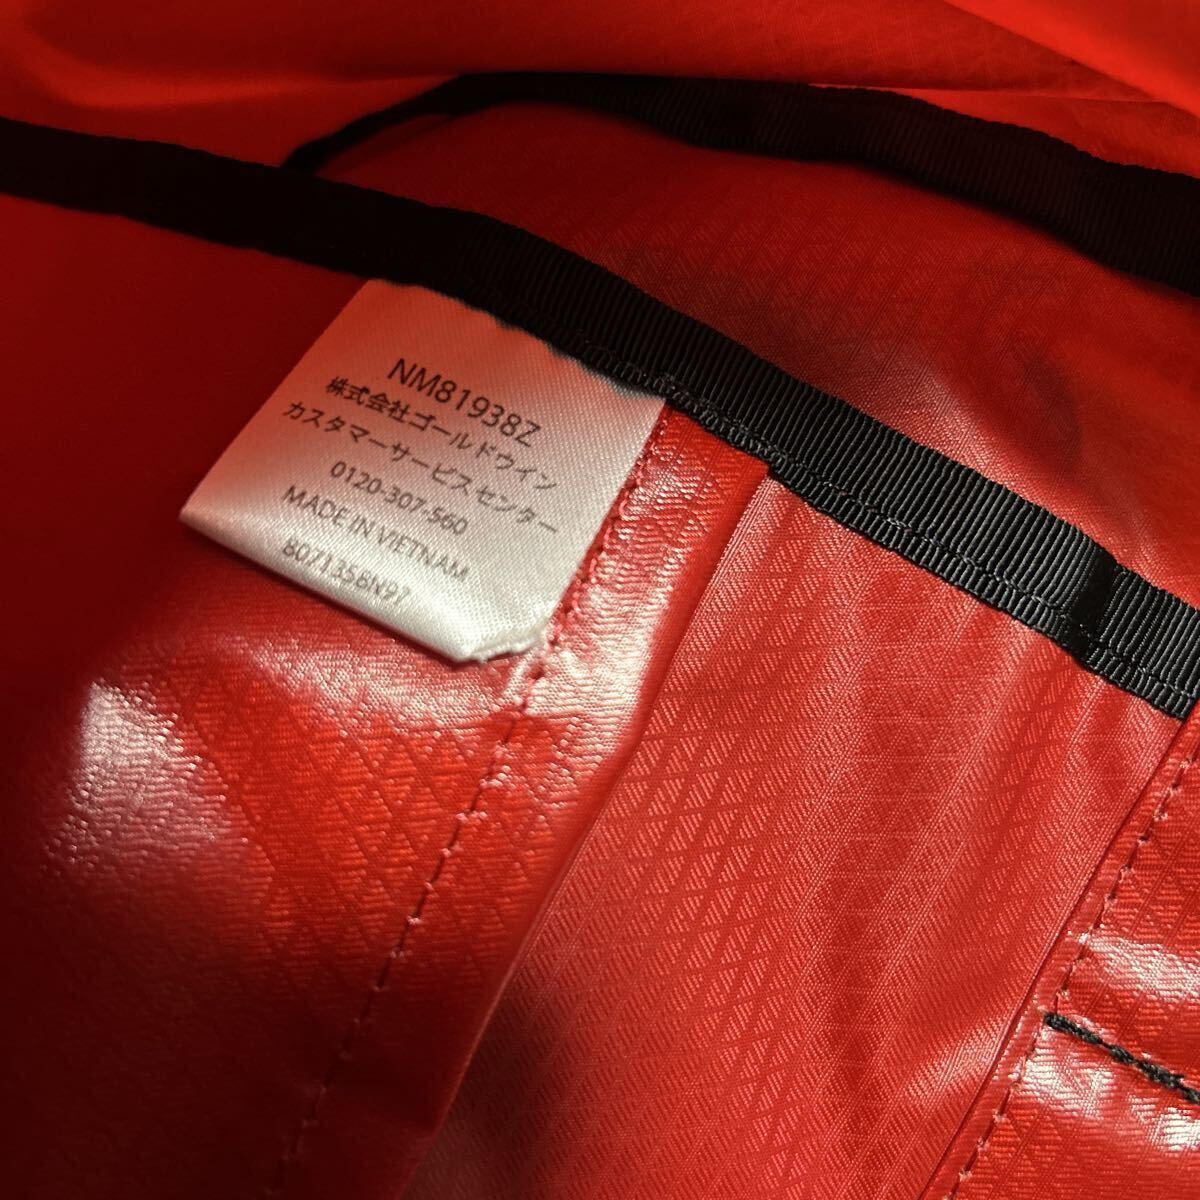 NM81938Z
株式会社ゴールドウイン
カスタマーサービスセンター
0120-307-560
MADE IN VIETNAM
807135BN97